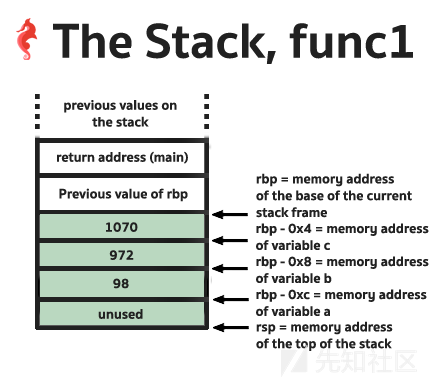 The Stack, func1
previous values on
the stack
return address (main)
Previous value of rbp
1070
972
98
unused
rbp = memory address
of the base of the current
stack frame
rbp - 0x4 = memory address
of variable c
rbp - 0x8 = memory address
of variable b
rbp - 0xc = memory address
of variable a
rsp = memory address
of the top of the stack
先知社区